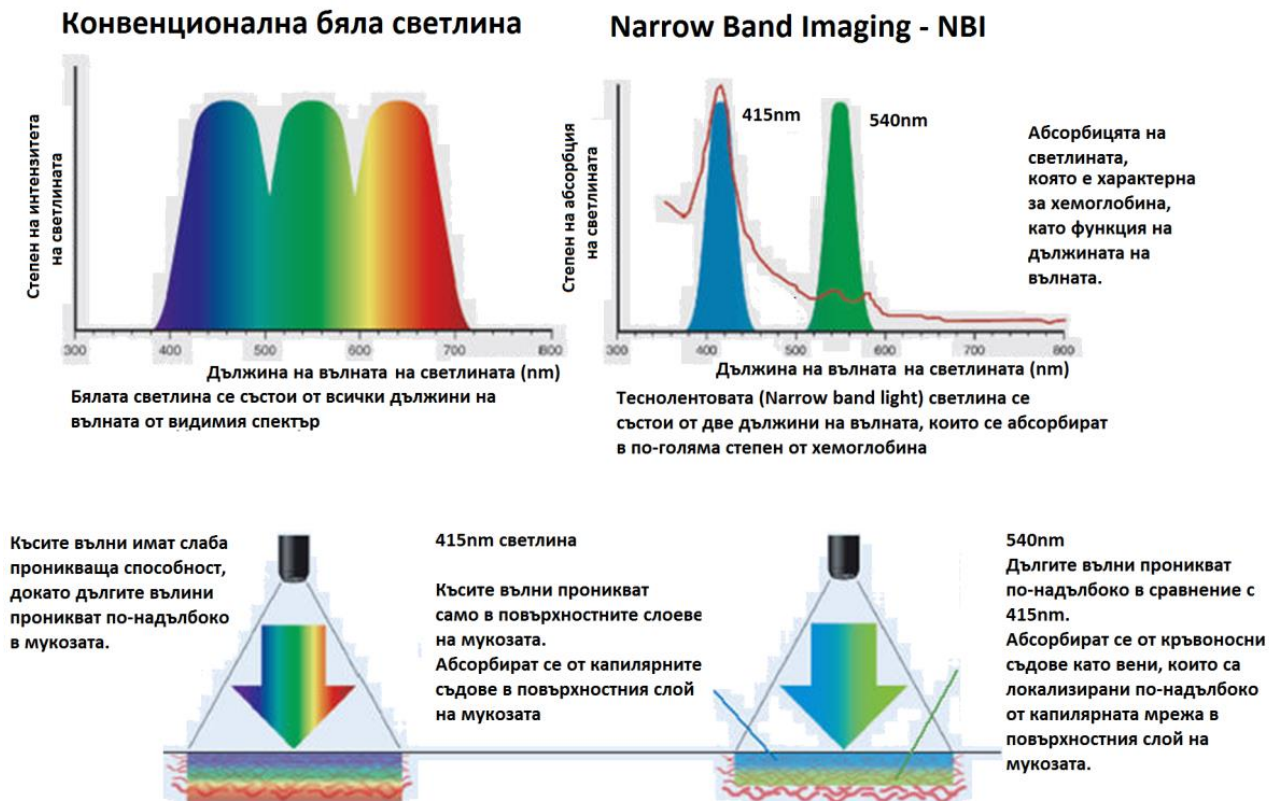 Конвенционална бяла светлина
Степен на интензитета
на светлината
300 400 500 600 700 800
Дължина на вълната на светлината (nm)
Бялата светлина се състои от всички дължини на
вълната от видимия спектър
Narrow Band Imaging - NBI
Степен на абсорбция
на светлината
415nm
540nm
300 400 500 600 700 800
Дължина на вълната на светлината (nm)
Теснолентовата (Narrow band light) светлина се
състои от две дължини на вълната, които се абсорбират
в по-голяма степен от хемоглобина
Абсорбицята на
светлината,
която е характерна
за хемоглобина,
като функция на
дължината на
вълната.
Късите вълни имат слаба
проникваща способност,
докато дългите вълини
проникват по-надълбоко
в мукозата.
415nm светлина
Късите вълни проникват
само в повърхностните слоеве
на мукозата.
Абсорбират се от капилярните
съдове в повърхностния слой
на мукозата
540nm
Дългите вълни проникват
по-надълбоко в сравнение с
415nm.
Абсорбират се от кръвоносни
съдове като вени, които са
локализирани по-надълбоко
от капилярната мрежа в
повърхностния слой на
мукозата.